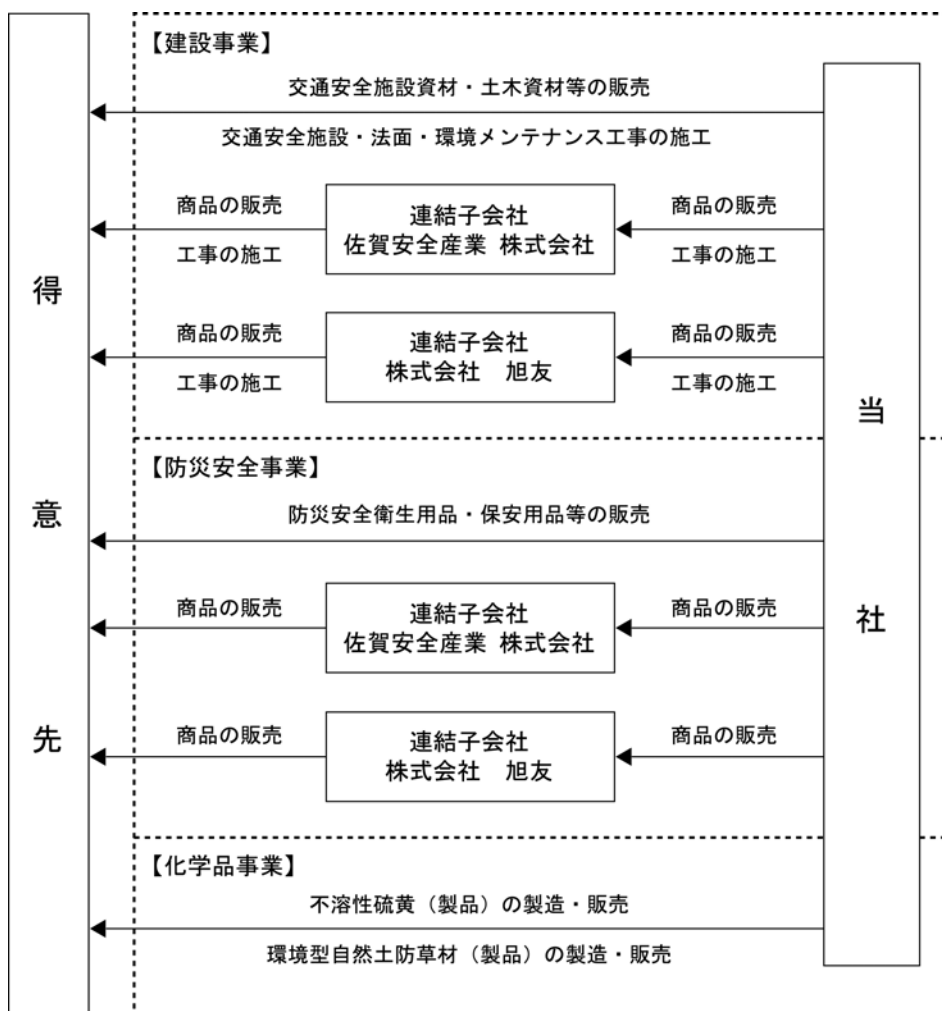 【建設事業】
交通安全施設資材・土木資材等の販売
交通安全施設・法面・環境メンテナンス工事の施工
商品の販売
工事の施工
連結子会社
佐賀安全産業 株式会社
商品の販売
工事の施工
商品の販売
工事の施工
連結子会社
株式会社　旭友
商品の販売
工事の施工
【防災安全事業】
防災安全衛生用品・保安用品等の販売
商品の販売
連結子会社
佐賀安全産業 株式会社
商品の販売
商品の販売
連結子会社
株式会社　旭友
商品の販売
【化学品事業】
不溶性硫黄（製品）の製造・販売
環境型自然土防草材（製品）の製造・販売
得意先
当社